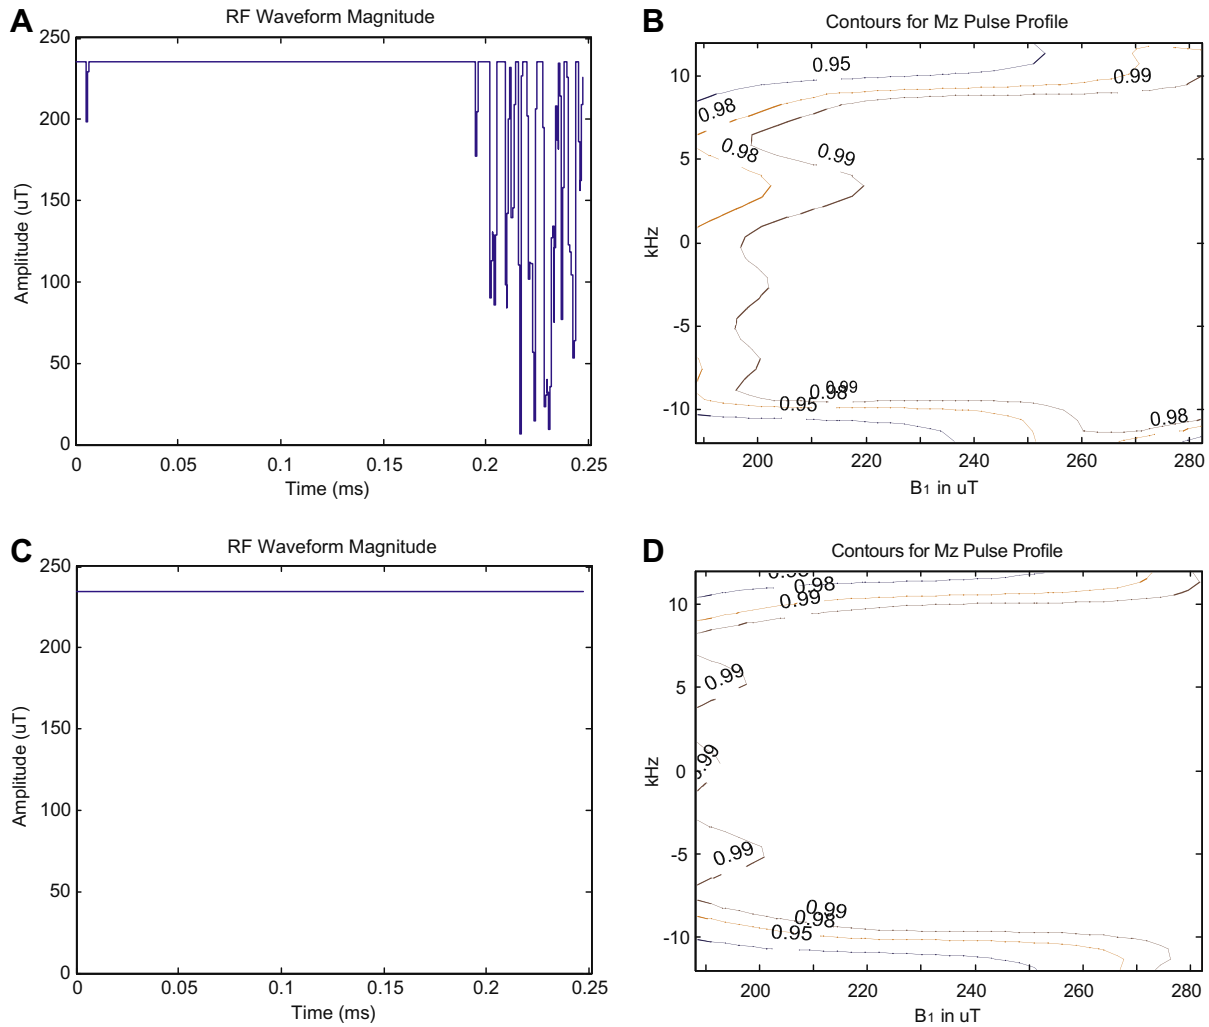 A
RF Waveform Magnitude
250
200
150
100
50
0
Amplitude (uT)
0 0.05 0.1 0.15 0.2 0.25
Time (ms)
B
Contours for Mz Pulse Profile
10
5
0
-5
-10
kHz
0.95
0.99
0.98
0.98
0.99
0.99
0.98
0.95
0.98
200 220 240 260 280
B1 in uT
C
RF Waveform Magnitude
250
200
150
100
50
0
Amplitude (uT)
0 0.05 0.1 0.15 0.2 0.25
Time (ms)
D
Contours for Mz Pulse Profile
10
5
0
-5
-10
kHz
0.98
0.99
0.99
0.99
0.99
0.99
0.98
0.95
200 220 240 260 280
B1 in uT